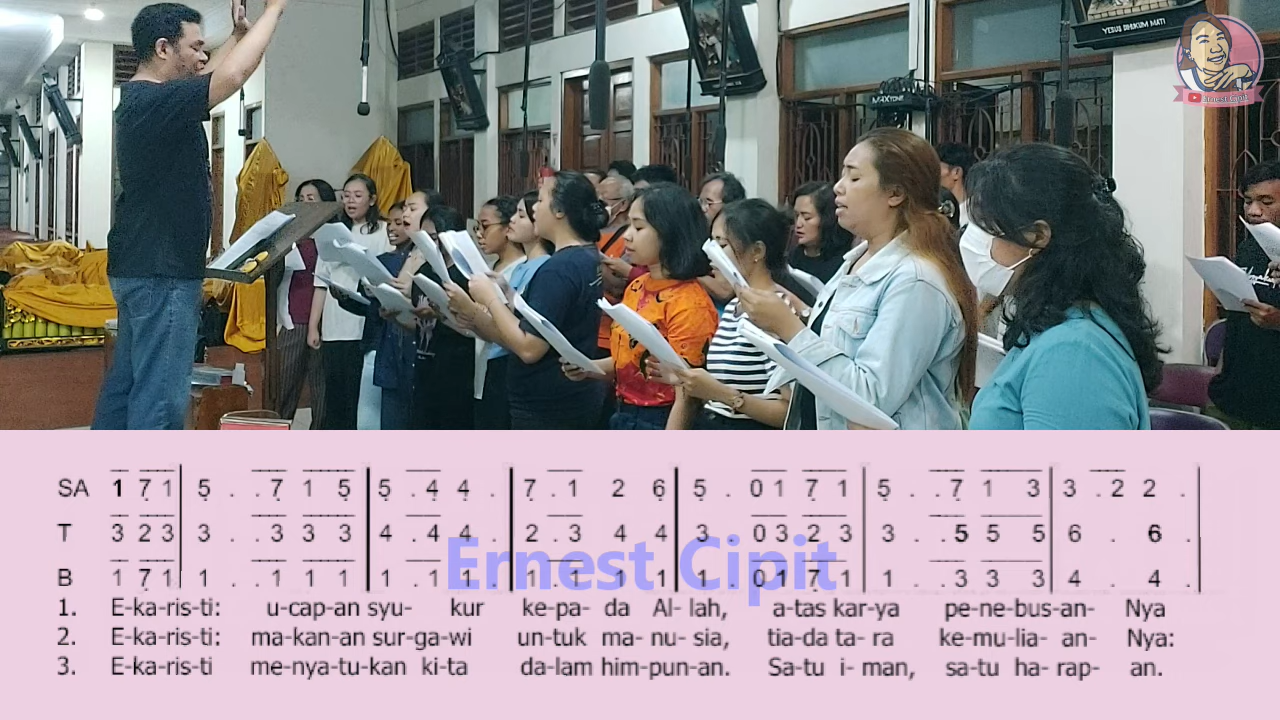 YESUS DIHUKUM MATI
Ernest Cipit
SA 1 7 1 | 5 . . 7 1 5 | 5 . 4 4 . | 7 . 1 2 6 | 5 . 0 1 7 1 | 5 . . 7 1 3 | 3 . 2 2 . |
T 3 2 3 | 3 . . 3 3 3 | 4 . 4 4 . | 2 . 3 4 4 | 3 . 0 3 2 3 | 3 . . 5 5 5 | 6 . 6 . |
Ernest Cipit
B 1 7 1 | 1 . . 1 1 1 | 1 . 1 1 . | 1 . 1 1 1 | 1 . 0 1 7 1 | 1 . . 3 3 3 | 4 . 4 . |
1. E-ka-ris-ti: u-cap-an syu- kur ke-pa- da Al- lah, a-tas kar-ya pe-ne-bus-an- Nya
2. E-ka-ris-ti: ma-kan-an sur-ga-wi un-tuk ma- nu- sia, tia-da ta- ra ke-mu-lia- an- Nya:
3. E-ka-ris-ti me-nya-tu-kan ki-ta da-lam him-pun-an. Sa-tu i- man, sa-tu ha-rap- an.